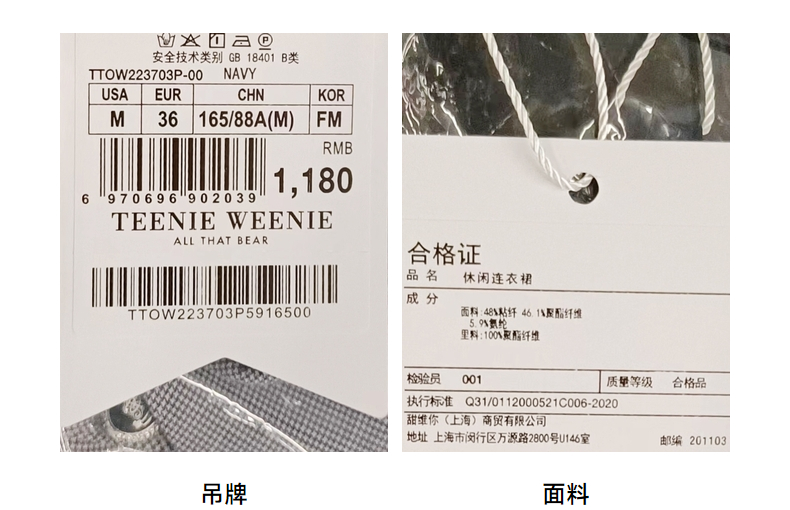 安全技术类别 GB 18401 B类
TTOW223703P-00 NAVY
USA EUR CHN KOR
M 36 165/88A(M) FM
RMB
1,180
6 970696 902039
TEENIE WEENIE
ALL THAT BEAR
TTOW223703P5916500
吊牌
合格证
品名 休闲连衣裙
成分
面料:48%粘纤 46.1%聚酯纤维
5.9%氨纶
里料:100%聚酯纤维
检验员 001 质量等级 合格品
执行标准 Q31/0112000521C006-2020
甜维你（上海）商贸有限公司
地址 上海市闵行区万源路2800号U146室 邮编 201103
面料